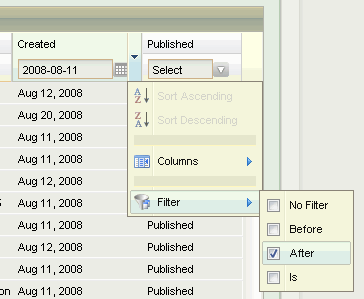 Created Published
2008-08-11 Select
Aug 12, 2008
Sort Ascending
Aug 20, 2008
Sort Descending
Aug 11, 2008
Aug 11, 2008
Columns
Aug 12, 2008
Aug 11, 2008
Filter
No Filter
Aug 11, 2008 Published
Before
Aug 11, 2008 Published
After
Aug 11, 2008 Published
Is
on Aug 11, 2008 Published